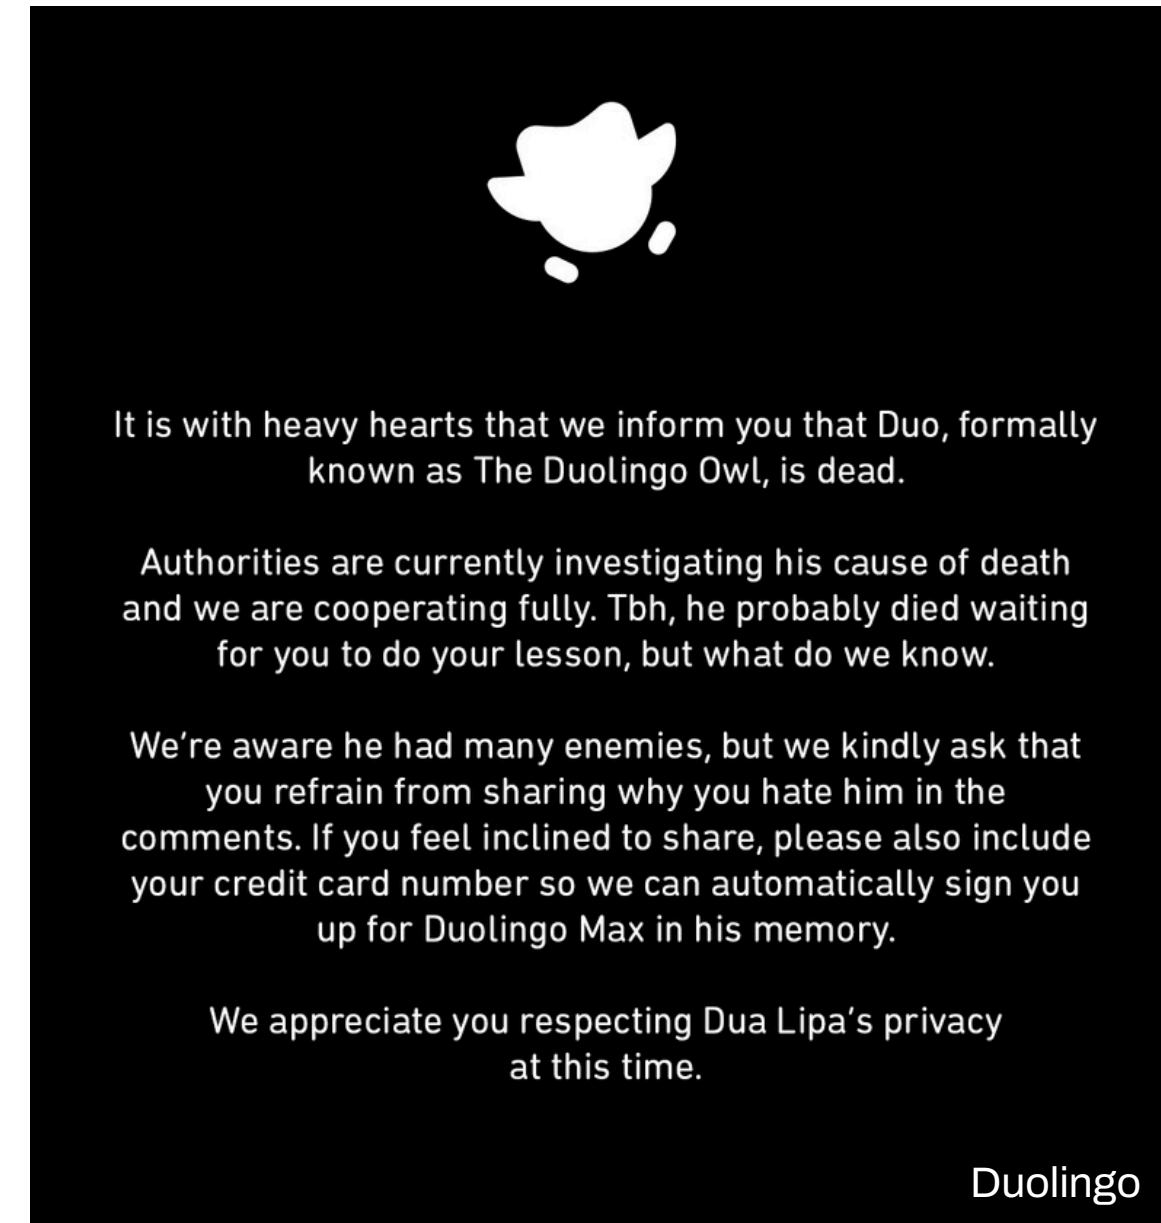 It is with heavy hearts that we inform you that Duo, formally
known as The Duolingo Owl, is dead.
Authorities are currently investigating his cause of death
and we are cooperating fully. Tbh, he probably died waiting
for you to do your lesson, but what do we know.
We’re aware he had many enemies, but we kindly ask that
you refrain from sharing why you hate him in the
comments. If you feel inclined to share, please also include
your credit card number so we can automatically sign you
up for Duolingo Max in his memory.
We appreciate you respecting Dua Lipa’s privacy
at this time.
Duolingo